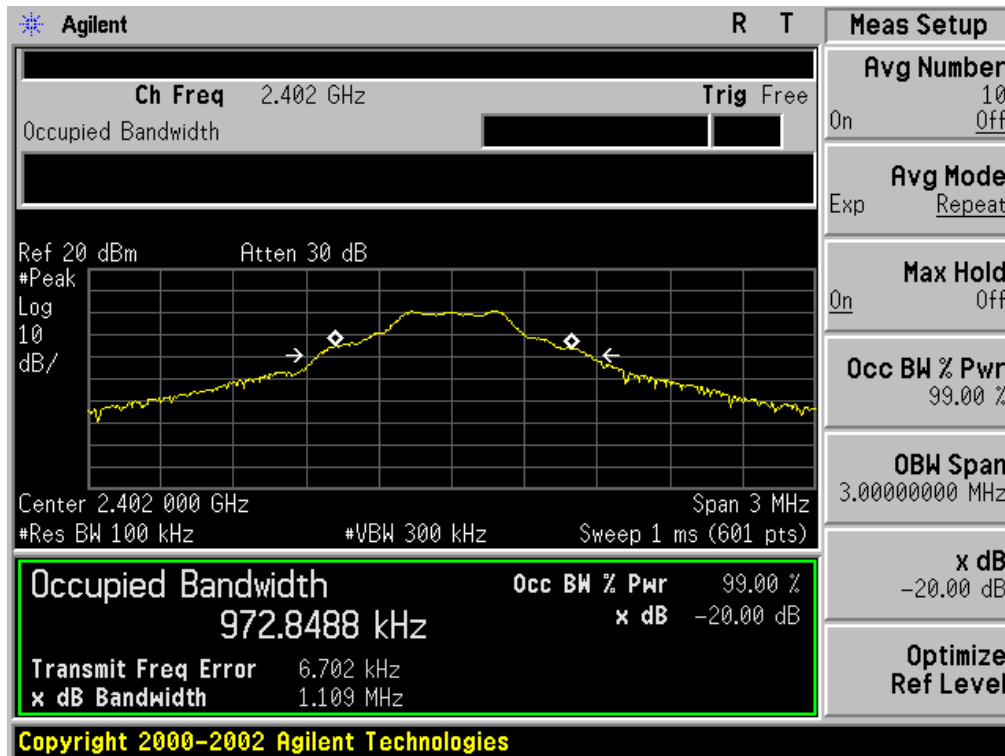 Agilent R T
Ch Freq 2.402 GHz Trig Free
Occupied Bandwidth
Ref 20 dBm Atten 30 dB
#Peak
Log
10
dB/
Center 2.402 000 GHz Span 3 MHz
#Res BW 100 kHz #VBW 300 kHz Sweep 1 ms (601 pts)
Occupied Bandwidth
972.8488 kHz
Occ BW % Pwr 99.00 %
x dB -20.00 dB
Transmit Freq Error 6.702 kHz
x dB Bandwidth 1.109 MHz
Copyright 2000-2002 Agilent Technologies
Meas Setup
Avg Number
10
On Off
Avg Mode
Exp Repeat
Max Hold
On Off
Occ BW % Pwr
99.00 %
OBW Span
3.00000000 MHz
x dB
-20.00 dB
Optimize
Ref Level